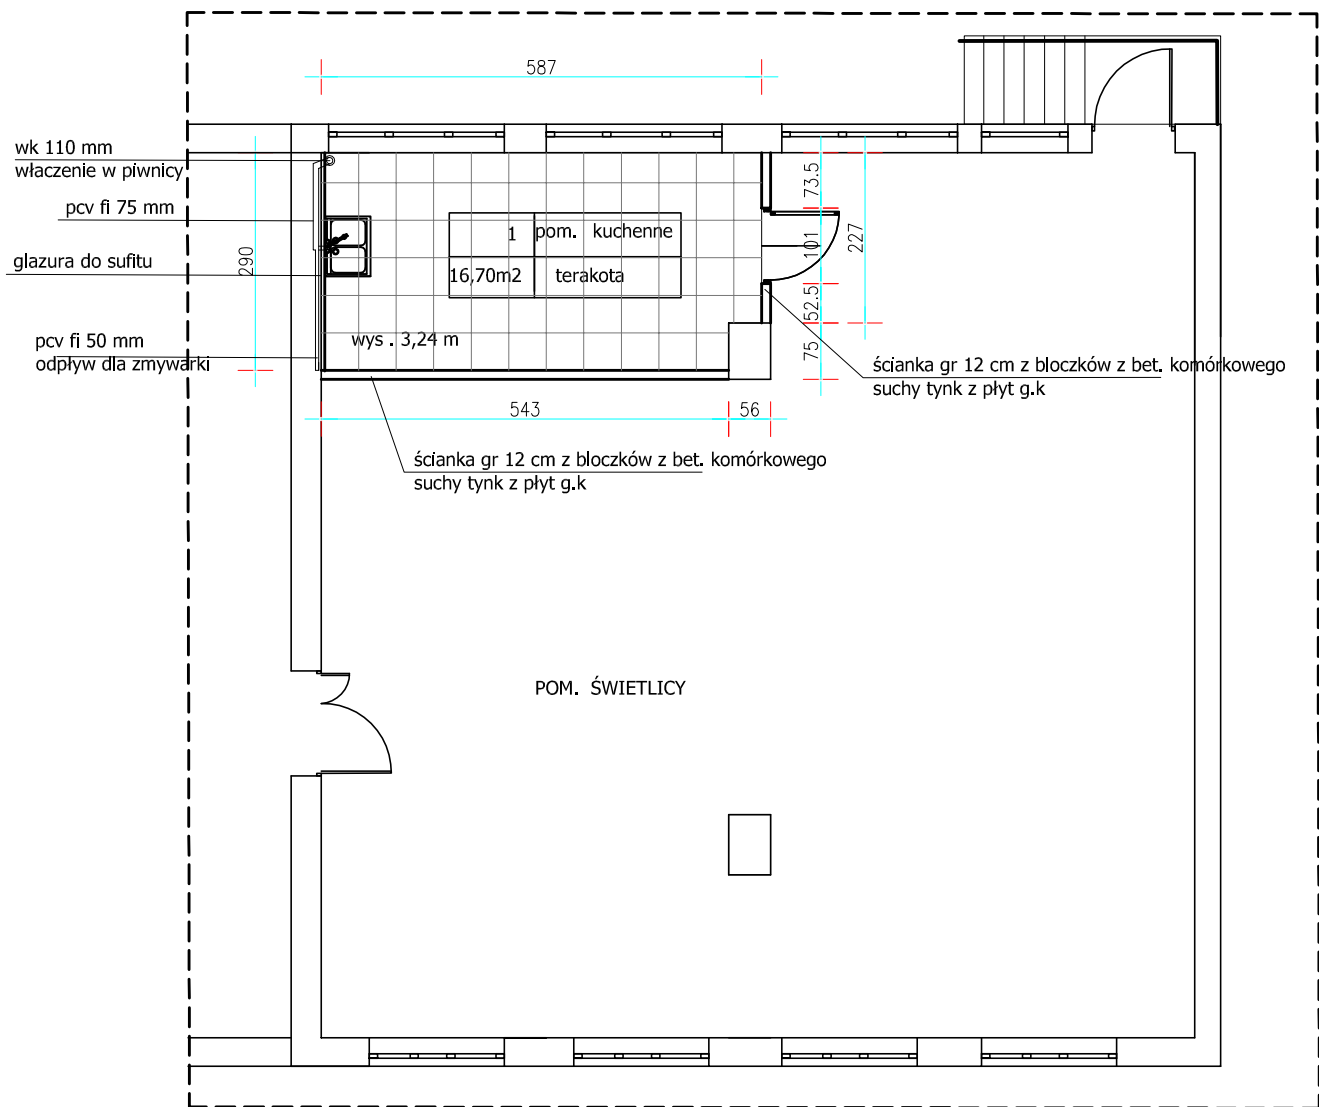 587
wk 110 mm
właczenie w piwnicy
pcv fi 75 mm
glazura do sufitu
pcv fi 50 mm
odpływ dla zmywarki
290
1 pom. kuchenne
16,70m2 terakota
wys . 3,24 m
73.5
101
227
52.5
75
ścianka gr 12 cm z bloczków z bet. komórkowego
suchy tynk z płyt g.k
543
56
ścianka gr 12 cm z bloczków z bet. komórkowego
suchy tynk z płyt g.k
POM. ŚWIETLICY